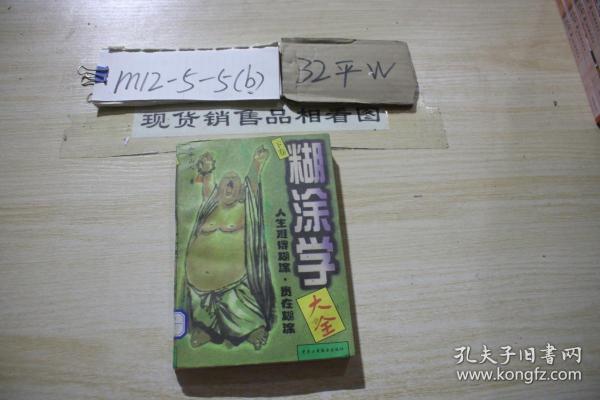 m12-5-5(b)
32平W
现货销售品相看图
糊涂学
大全
人生难得糊涂·贵在糊涂
孔夫子旧书网
www.kongfz.com